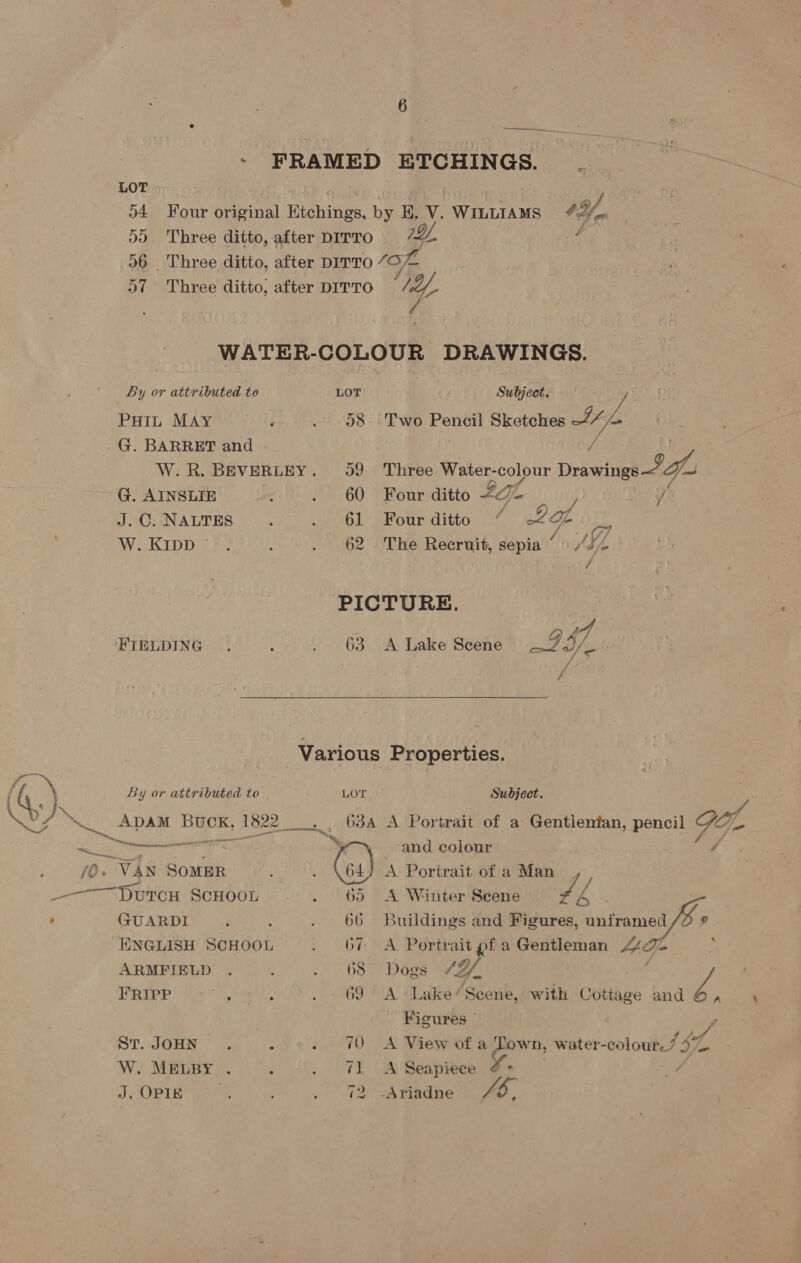 6
FRAMED ETCHINGS.
LOT
54 Four original Etchings, by E. V. WILLIAMS
55 Three ditto, after DITTO
56 Three ditto, after DITTO
57 Three ditto, after DITTO
WATER-COLOUR DRAWINGS.
By or attributed to LOT Subject.
PHIL MAY . . 58 Two Pencil Sketches
G. BARRET and
W. R. BEVERLEY . 59 Three Water-colour Drawings
G. AINSLIE . . 60 Four ditto
J. C. NALTES . . 61 Four ditto
W. KIDD . . . 62 The Recruit, sepia
PICTURE.
FIELDING . . . 63 A Lake Scene
Various Properties.
By or attributed to LOT Subject.
ADAM BUCK, 1822 . 63A A Portrait of a Gentleman, pencil
and colour
VAN SOMER . . 64 A Portrait of a Man
DUTCH SCHOOL . 65 A Winter Scene
GUARDI . . . 66 Buildings and Figures, unframed
ENGLISH SCHOOL . 67 A Portrait of a Gentleman
ARMFIELD . . . 68 Dogs
FRIPP . . . 69 A Lake Scene, with Cottage and
Figures
ST. JOHN . . . 70 A View of a Town, water-colour
W. MELBY . . . 71 A Seapiece
J. OPIE . . . 72 Ariadne